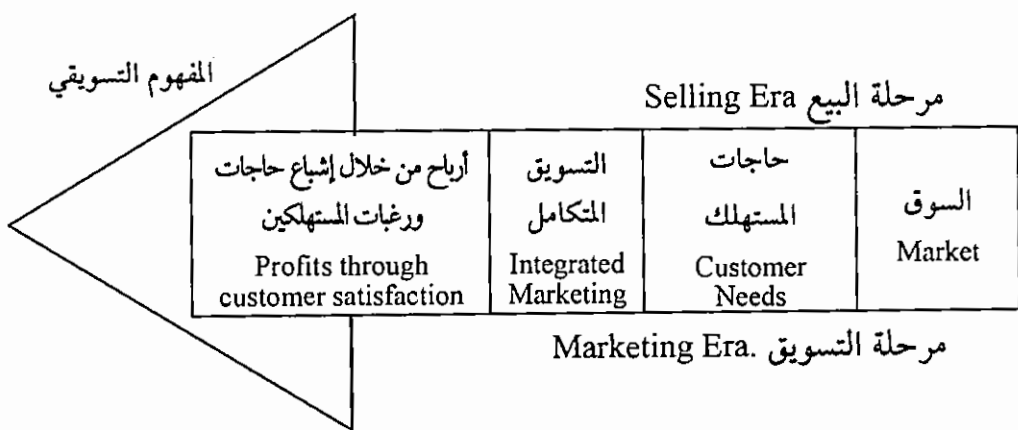 المفهوم التسويقي
مرحلة البيع Selling Era
السوق
Market
حاجات
المستهلك
Customer
Needs
التسويق
المتكامل
Integrated
Marketing
أرباح من خلال إشباع حاجات
ورغبات المستهلكين
Profits through
customer satisfaction
مرحلة التسويق .Marketing Era